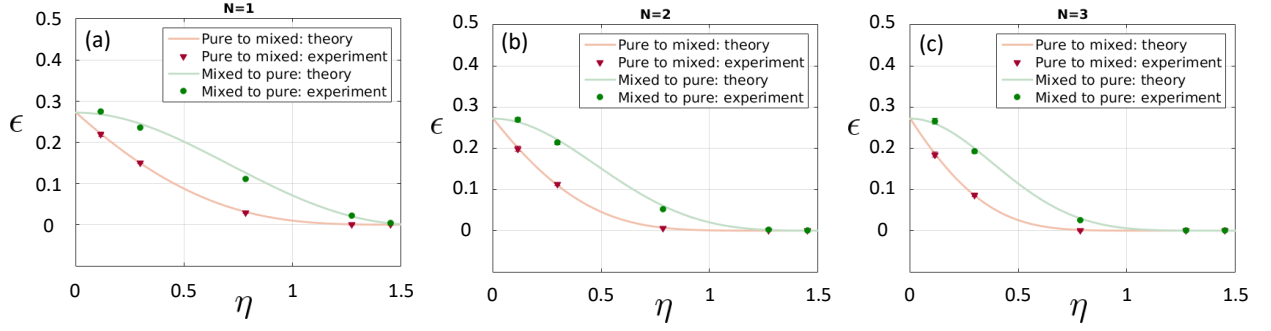 N=1
(a)
Pure to mixed: theory
Pure to mixed: experiment
Mixed to pure: theory
Mixed to pure: experiment
0.5
0.4
0.3
0.2
0.1
0
ϵ
0
0.5
1
1.5
η
N=2
(b)
Pure to mixed: theory
Pure to mixed: experiment
Mixed to pure: theory
Mixed to pure: experiment
0.5
0.4
0.3
0.2
0.1
0
ϵ
0
0.5
1
1.5
η
N=3
(c)
Pure to mixed: theory
Pure to mixed: experiment
Mixed to pure: theory
Mixed to pure: experiment
0.5
0.4
0.3
0.2
0.1
0
ϵ
0
0.5
1
1.5
η